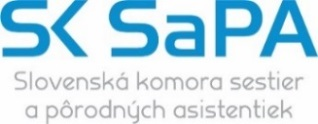 SK SaPA
Slovenská komora sestier
a pôrodných asistentiek